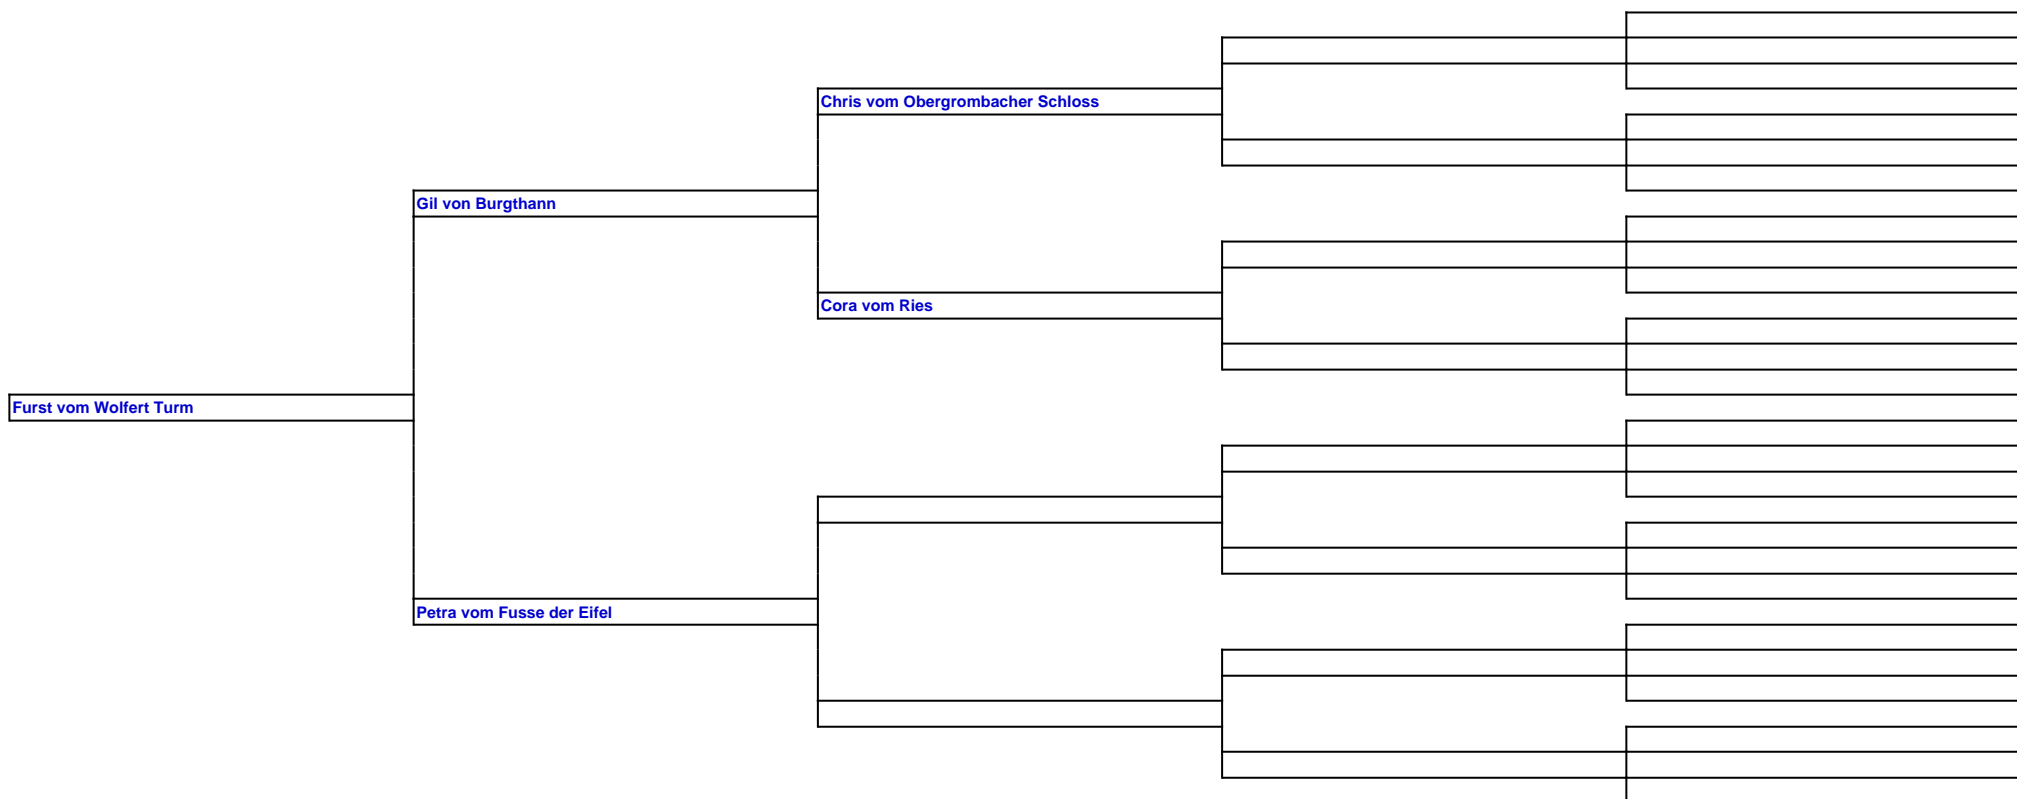 Chris vom Obergrombacher Schloss
Gil von Burgthann
Cora vom Ries
Furst vom Wolfert Turm
Petra vom Fusse der Eifel